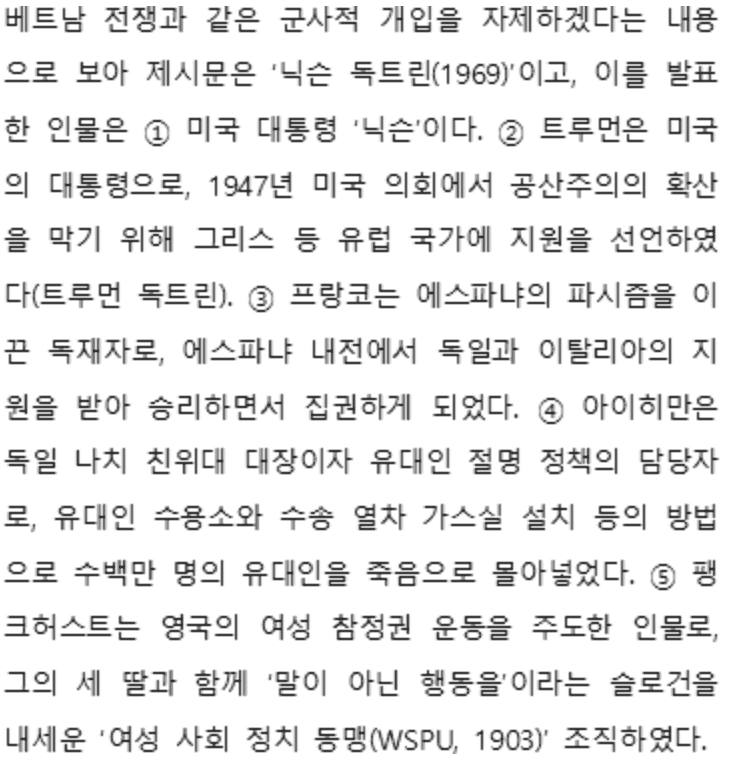 베트남 전쟁과 같은 군사적 개입을 자제하겠다는 내용
으로 보아 제시문은 '닉슨 독트린(1969)'이고, 이를 발표
한 인물은 ① 미국 대통령 '닉슨'이다. ② 트루먼은 미국
의 대통령으로, 1947년 미국 의회에서 공산주의의 확산
을 막기 위해 그리스 등 유럽 국가에 지원을 선언하였
다(트루먼 독트린). ③ 프랑코는 에스파냐의 파시즘을 이
끈 독재자로, 에스파냐 내전에서 독일과 이탈리아의 지
원을 받아 승리하면서 집권하게 되었다. ④ 아이히만은
독일 나치 친위대 대장이자 유대인 절명 정책의 담당자
로, 유대인 수용소와 수송 열차 가스실 설치 등의 방법
으로 수백만 명의 유대인을 죽음으로 몰아넣었다. ⑤ 팽
크허스트는 영국의 여성 참정권 운동을 주도한 인물로,
그의 세 딸과 함께 '말이 아닌 행동을'이라는 슬로건을
내세운 '여성 사회 정치 동맹(WSPU, 1903)' 조직하였다.